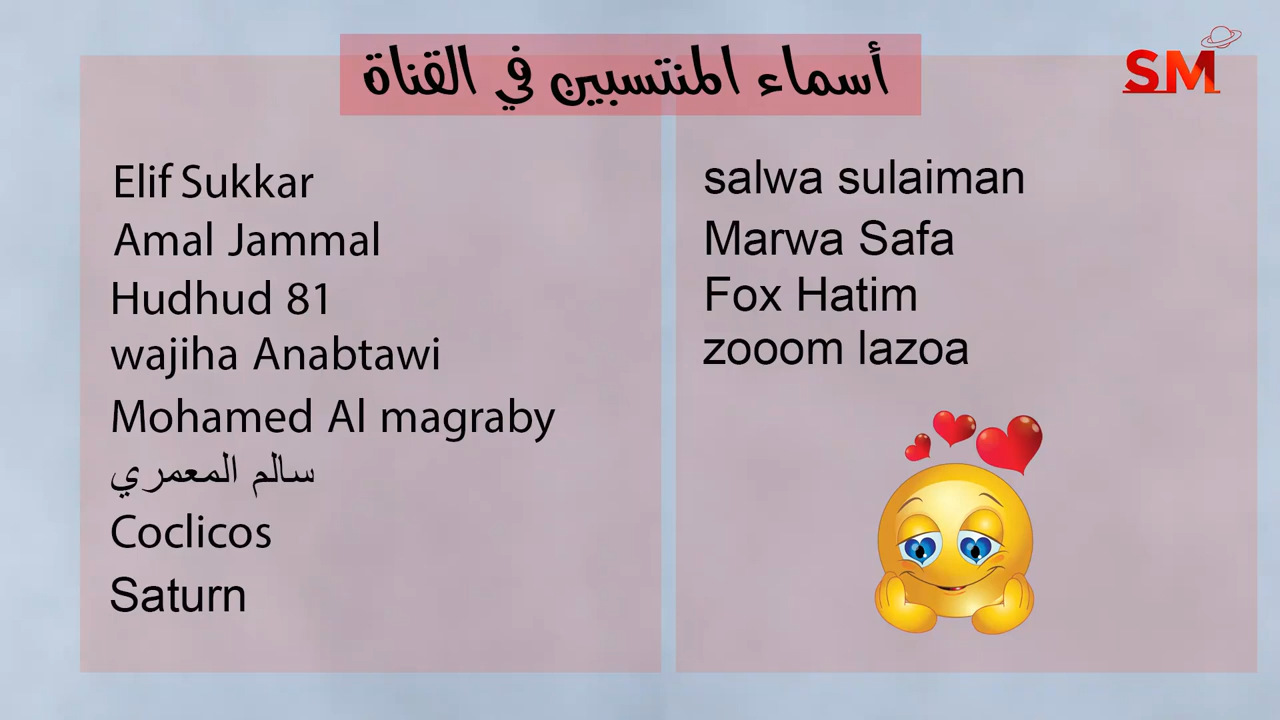 أسماء المنتسبين في القناة
SM
Elif Sukkar
Amal Jammal
Hudhud 81
wajiha Anabtawi
Mohamed Al magraby
سالم المعمري
Coclicos
Saturn
salwa sulaiman
Marwa Safa
Fox Hatim
zooom lazoa